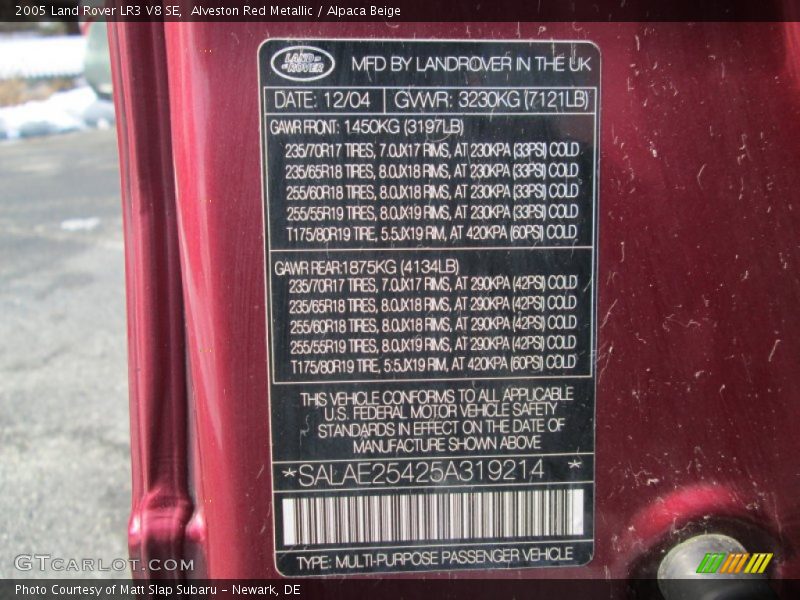 2005 Land Rover LR3 V8 SE, Alveston Red Metallic / Alpaca Beige
LAND-
-ROVER
MFD BY LANDROVER IN THE UK
DATE: 12/04 GVWR: 3230KG (7121LB)
GAWR FRONT: 1450KG (3197LB)
235/70R17 TIRES, 7.0JX17 RIMS, AT 230KPA (33PSI) COLD
235/65R18 TIRES, 8.0JX18 RIMS, AT 230KPA (33PSI) COLD
255/60R18 TIRES, 8.0JX18 RIMS, AT 230KPA (33PSI) COLD
255/55R19 TIRES, 8.0JX19 RIMS, AT 230KPA (33PSI) COLD
T175/80R19 TIRE, 5.5JX19 RIM, AT 420KPA (60PSI) COLD
GAWR REAR:1875KG (4134LB)
235/70R17 TIRES, 7.0JX17 RIMS, AT 290KPA (42PSI) COLD
235/65R18 TIRES, 8.0JX18 RIMS, AT 290KPA (42PSI) COLD
255/60R18 TIRES, 8.0JX18 RIMS, AT 290KPA (42PSI) COLD
255/55R19 TIRES, 8.0JX19 RIMS, AT 290KPA (42PSI) COLD
T175/80R19 TIRE, 5.5JX19 RIM, AT 420KPA (60PSI) COLD
THIS VEHICLE CONFORMS TO ALL APPLICABLE
U.S. FEDERAL MOTOR VEHICLE SAFETY
STANDARDS IN EFFECT ON THE DATE OF
MANUFACTURE SHOWN ABOVE
*SALAE25425A319214 *
TYPE: MULTI-PURPOSE PASSENGER VEHICLE
GTCarlot.com
Photo Courtesy of Matt Slap Subaru - Newark, DE